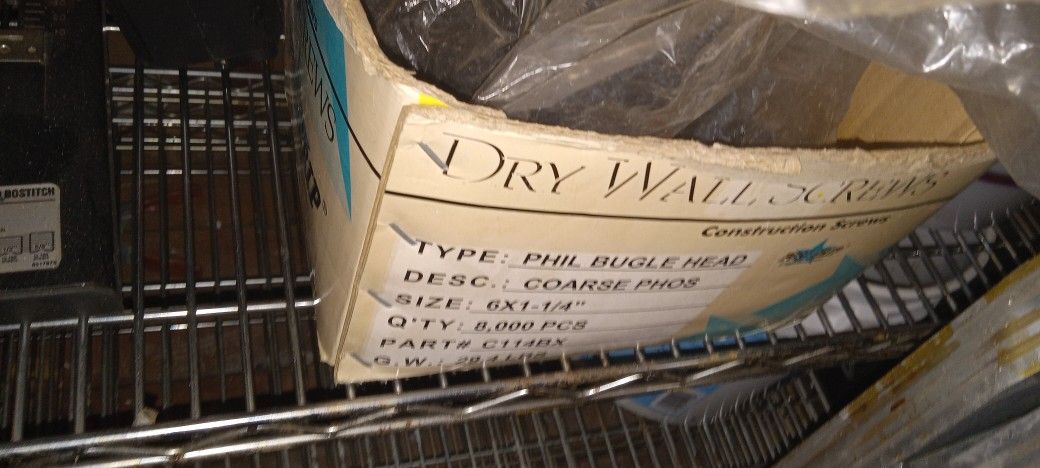 BOSTITCH
DRY WALL SCREWS
Construction Screws
TYPE: PHIL BUGLE HEAD
DESC.: COARSE PHOS
SIZE: 6X1-1/4"
Q'TY: 8,000 PCS
PART# C114BX
G.W.: